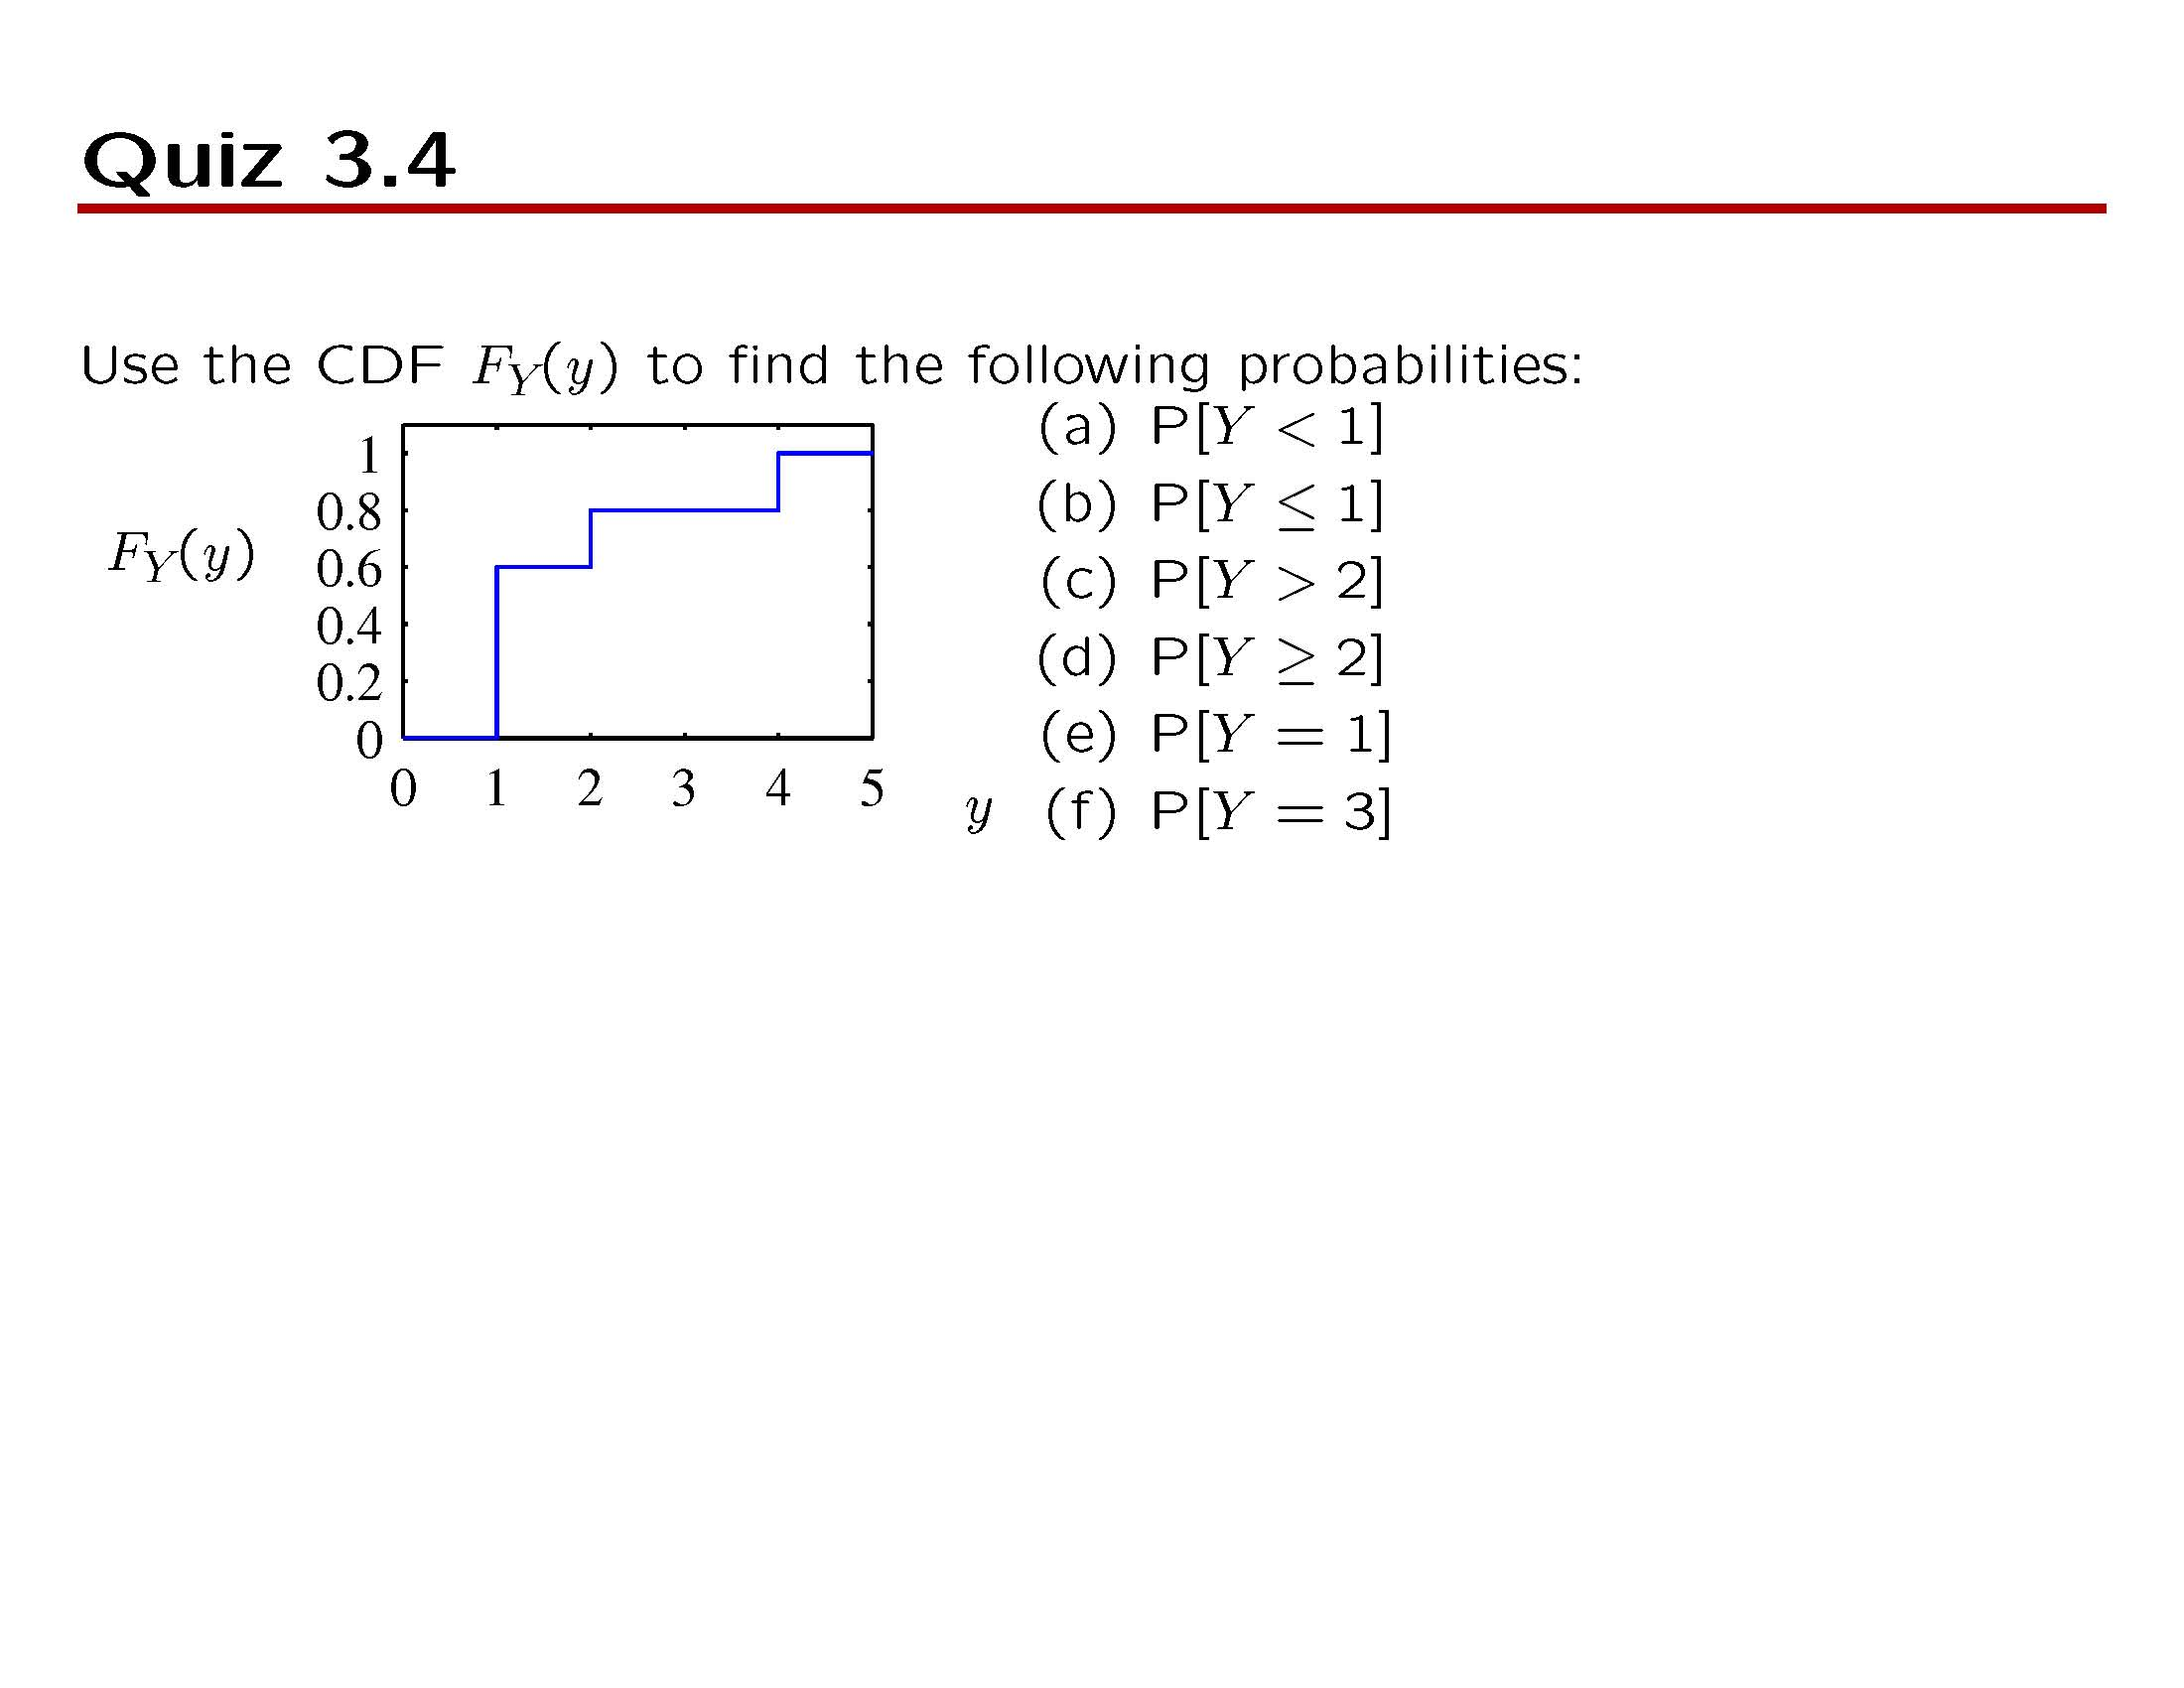 Quiz 3.4
Use the CDF F_Y(y) to find the following probabilities:
F_Y(y)
1
0.8
0.6
0.4
0.2
0
0 1 2 3 4 5
y
(a) P[Y < 1]
(b) P[Y ≤ 1]
(c) P[Y > 2]
(d) P[Y ≥ 2]
(e) P[Y = 1]
(f) P[Y = 3]